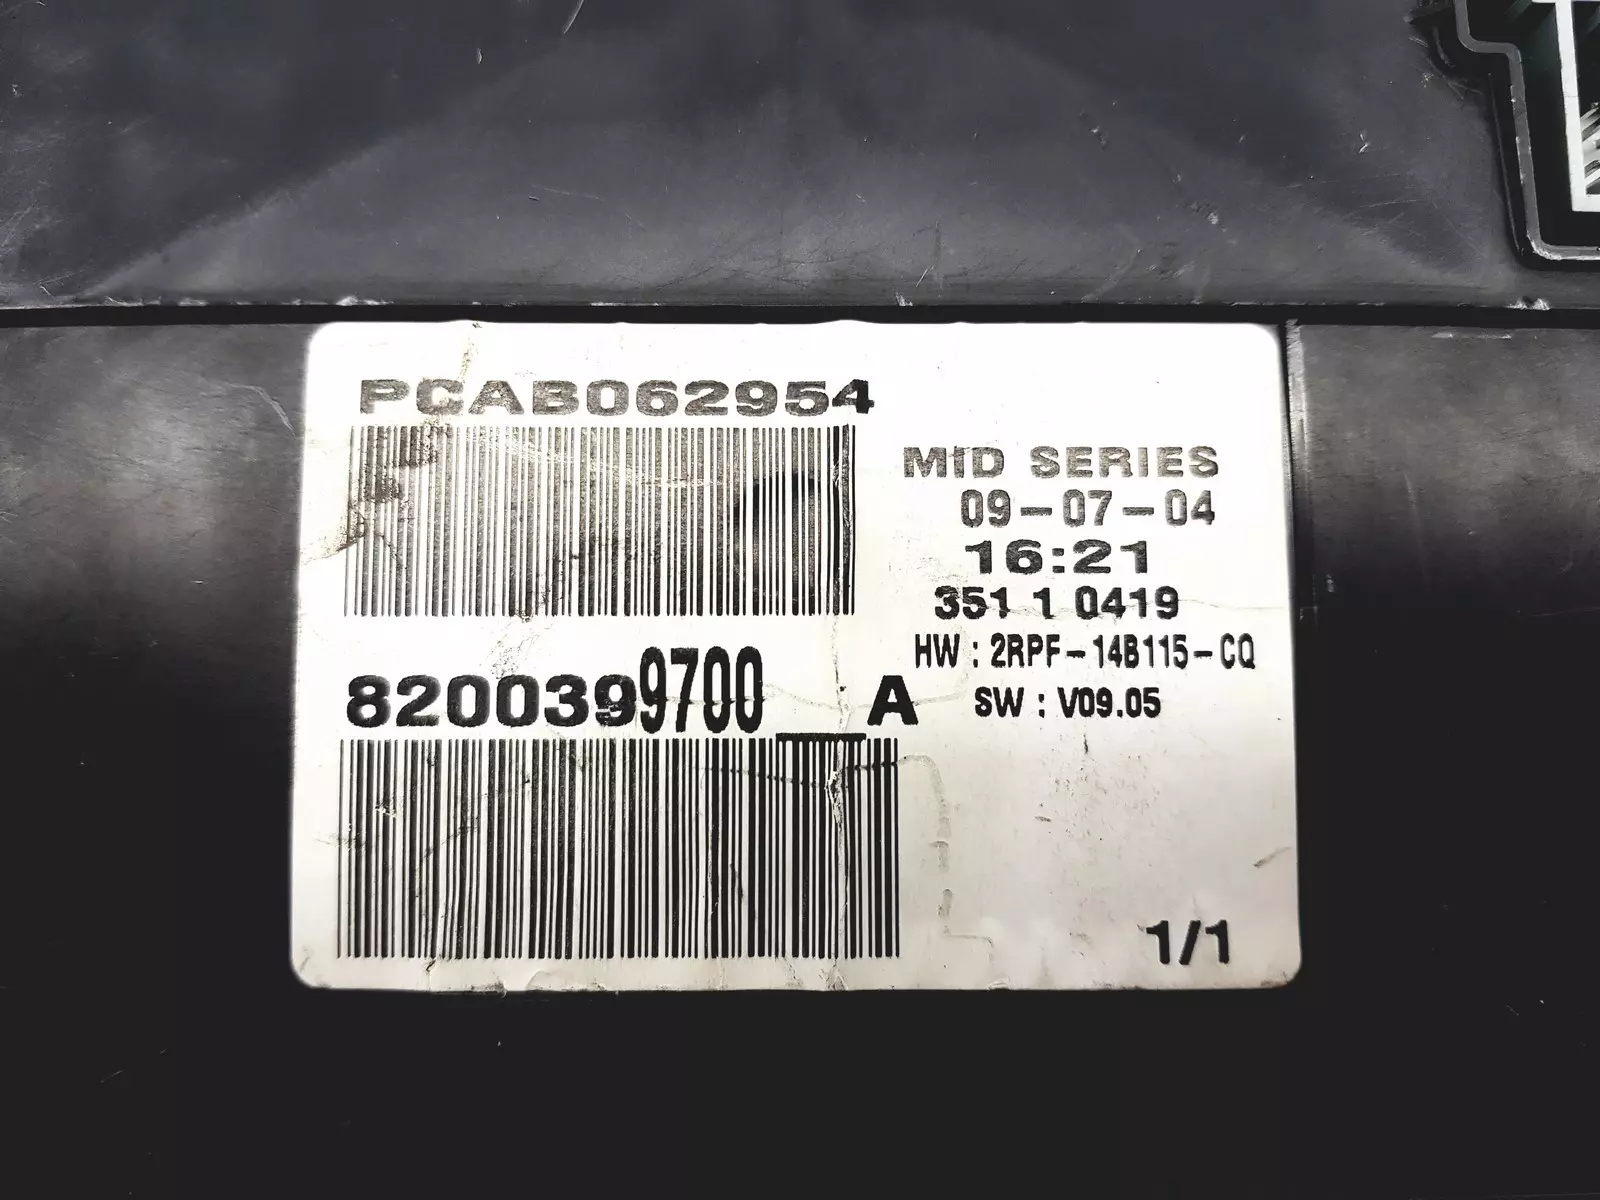 PCAB062954
MID SERIES
09-07-04
16:21
351 1 0419
HW : 2RPF-14B115-CQ
8200399700__A
SW : V09.05
1/1